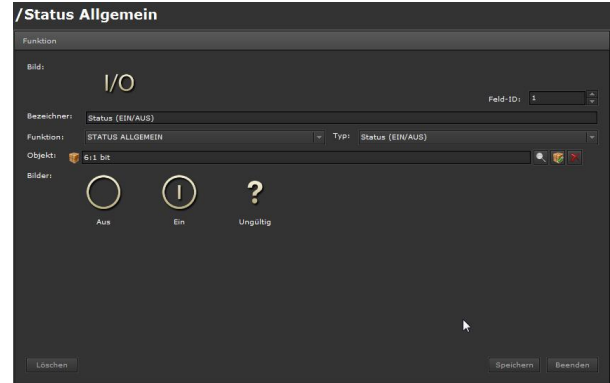 /Status Allgemein
Funktion
Bild:
I/O
Feld-ID: 1
Bezeichner: Status (EIN/AUS)
Funktion: STATUS ALLGEMEIN Typ: Status (EIN/AUS)
Objekt: 6:1 bit
Bilder:
?
Aus Ein Ungültig
Löschen Speichern Beenden